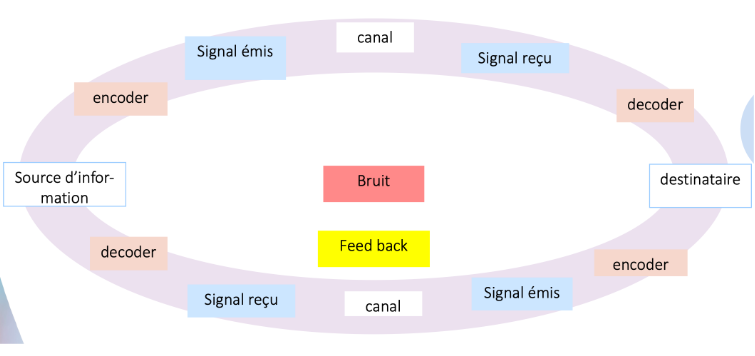 canal
Signal émis
Signal reçu
encoder
decoder
Source d'infor-
mation
Bruit
destinataire
Feed back
decoder
encoder
Signal reçu
canal
Signal émis